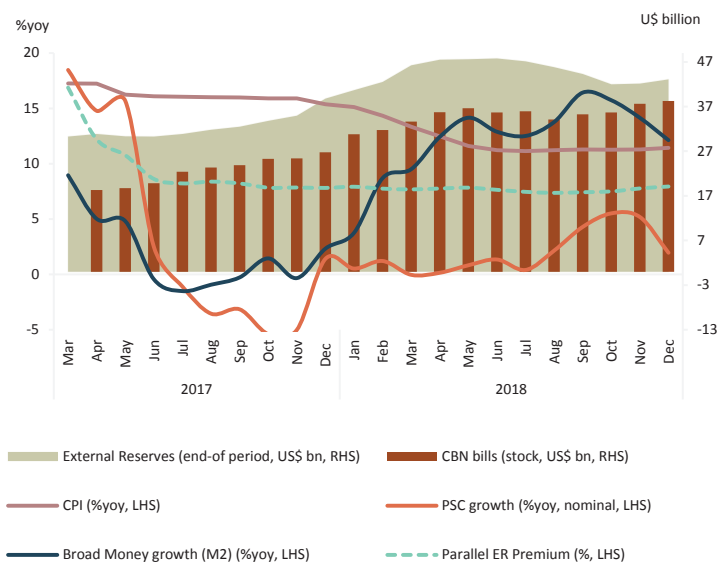 %yoy
U$ billion
20
15
10
5
0
-5
47
37
27
17
7
-3
-13
Mar Apr May Jun Jul Aug Sep Oct Nov Dec Jan Feb Mar Apr May Jun Jul Aug Sep Oct Nov Dec
2017 2018
External Reserves (end-of period, US$ bn, RHS) CBN bills (stock, US$ bn, RHS)
CPI (%yoy, LHS) PSC growth (%yoy, nominal, LHS)
Broad Money growth (M2) (%yoy, LHS) Parallel ER Premium (%, LHS)